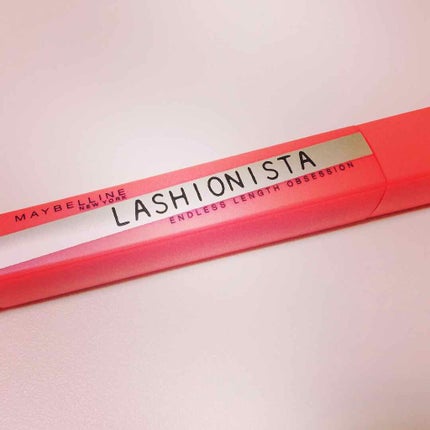 MAYBELLINE
NEW YORK
LASHIONISTA
ENDLESS LENGTH OBSESSION